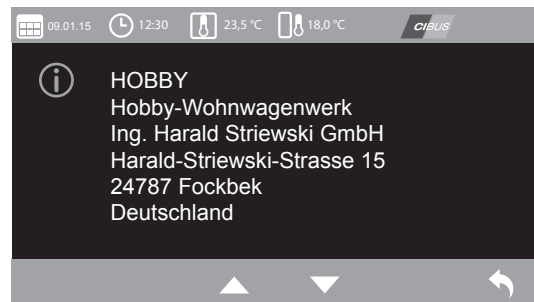 09.01.15 12:30 23,5 °C 18,0 °C CIBUS
HOBBY
Hobby-Wohnwagenwerk
Ing. Harald Striewski GmbH
Harald-Striewski-Strasse 15
24787 Fockbek
Deutschland